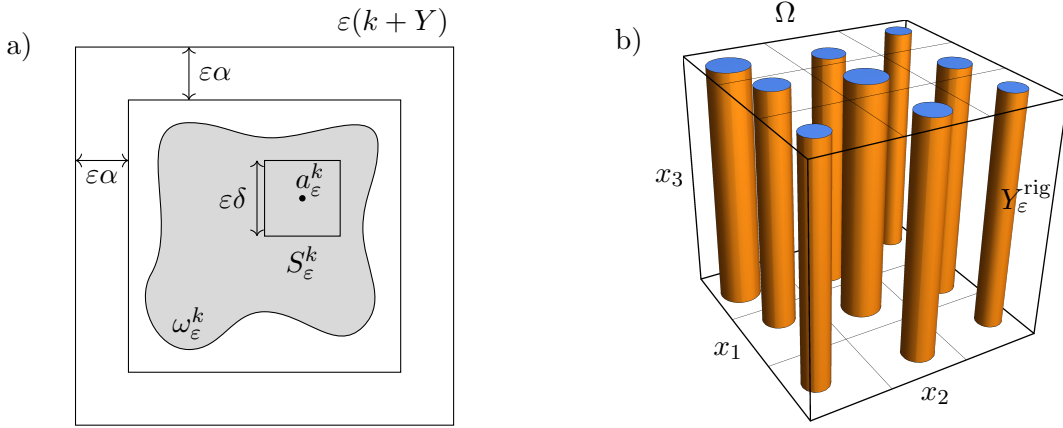 a)
ε(k + Y)
εα
εα
εδ
a_ε^k
S_ε^k
ω_ε^k
b)
Ω
x_3
Y_ε^rig
x_1
x_2